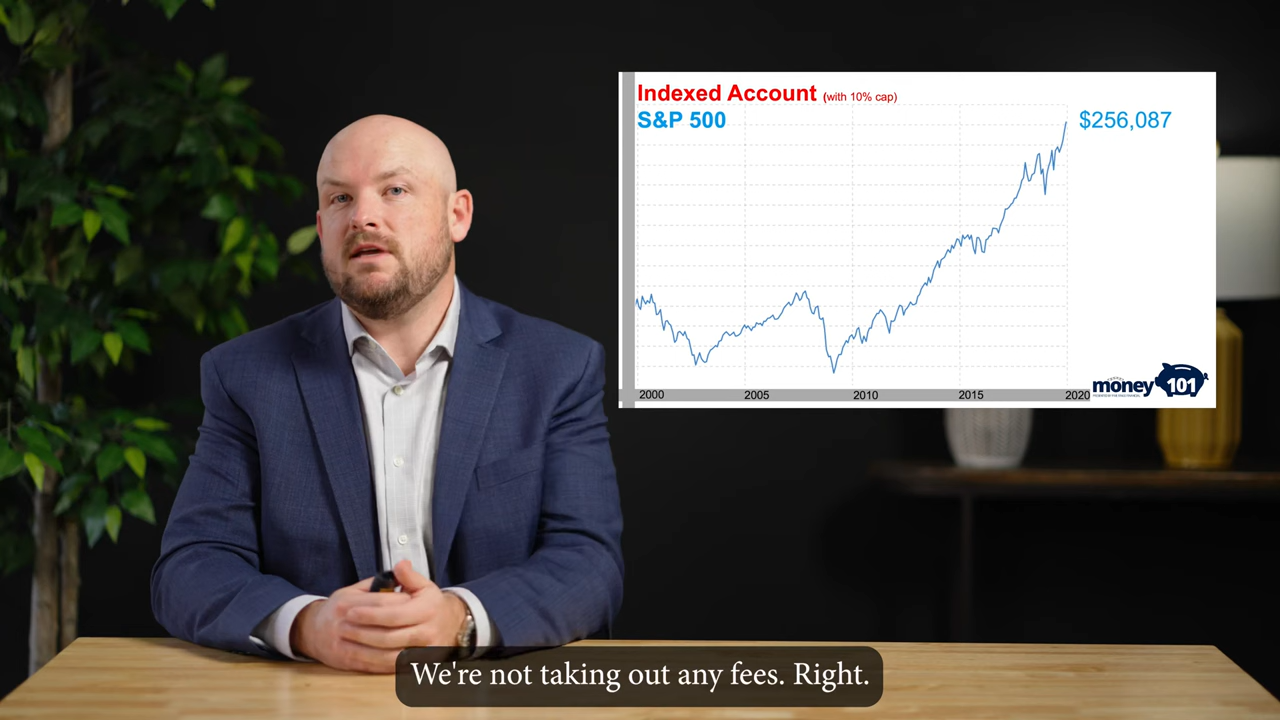 Indexed Account (with 10% cap)
S&P 500
$256,087
2000
2005
2010
2015
2020
money 101
We're not taking out any fees. Right.